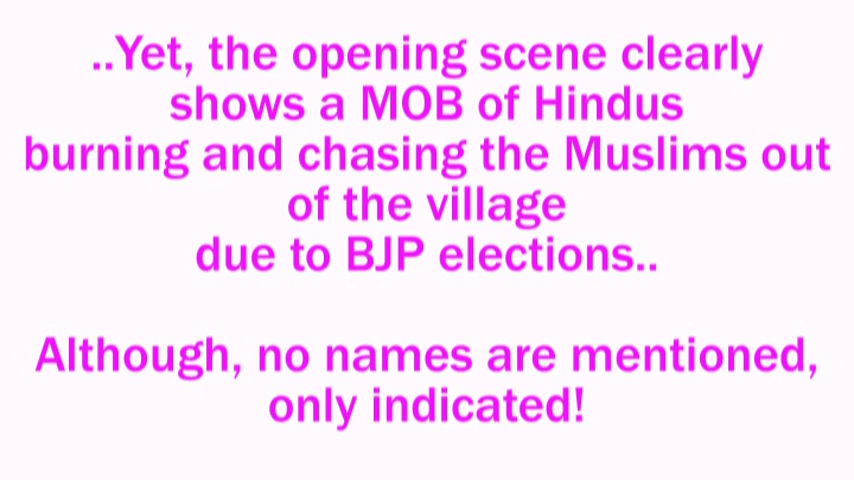 ..Yet, the opening scene clearly
shows a MOB of Hindus
burning and chasing the Muslims out
of the village
due to BJP elections..
Although, no names are mentioned,
only indicated!